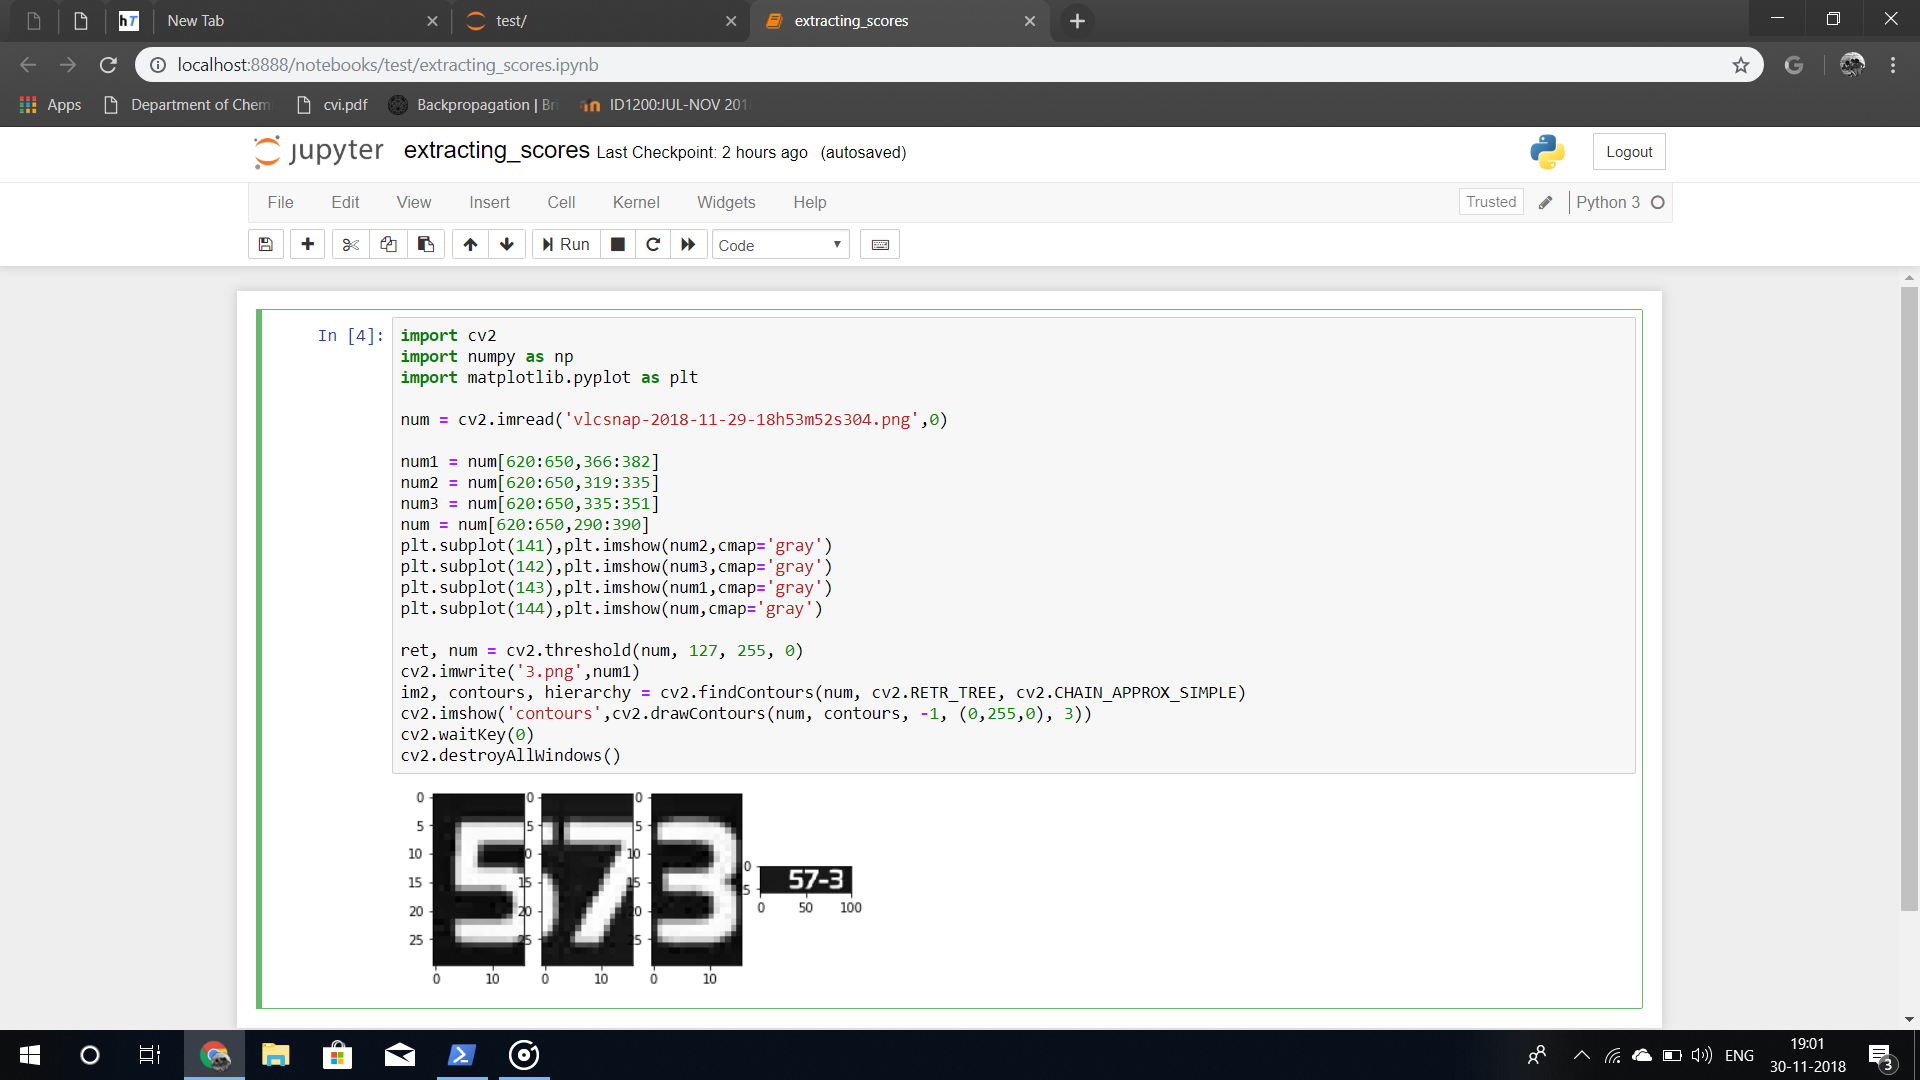 hT New Tab test/ extracting_scores
localhost:8888/notebooks/test/extracting_scores.ipynb
Apps Department of Chem cvi.pdf Backpropagation | Bri ID1200:JUL-NOV 201
jupyter extracting_scores Last Checkpoint: 2 hours ago (autosaved) Logout
File Edit View Insert Cell Kernel Widgets Help Trusted Python 3
Run Code
In [4]:
import cv2
import numpy as np
import matplotlib.pyplot as plt
num = cv2.imread('vlcsnap-2018-11-29-18h53m52s304.png',0)
num1 = num[620:650,366:382]
num2 = num[620:650,319:335]
num3 = num[620:650,335:351]
num = num[620:650,290:390]
plt.subplot(141),plt.imshow(num2,cmap='gray')
plt.subplot(142),plt.imshow(num3,cmap='gray')
plt.subplot(143),plt.imshow(num1,cmap='gray')
plt.subplot(144),plt.imshow(num,cmap='gray')
ret, num = cv2.threshold(num, 127, 255, 0)
cv2.imwrite('3.png',num1)
im2, contours, hierarchy = cv2.findContours(num, cv2.RETR_TREE, cv2.CHAIN_APPROX_SIMPLE)
cv2.imshow('contours',cv2.drawContours(num, contours, -1, (0,255,0), 3))
cv2.waitKey(0)
cv2.destroyAllWindows()
0 0 0
5 5 5
10 0 10
15 15 15
20 20 20
25 25 25
5 7 3
0
5
57-3
0 50 100
0 10 0 10 0 10
ENG 19:01
30-11-2018 3